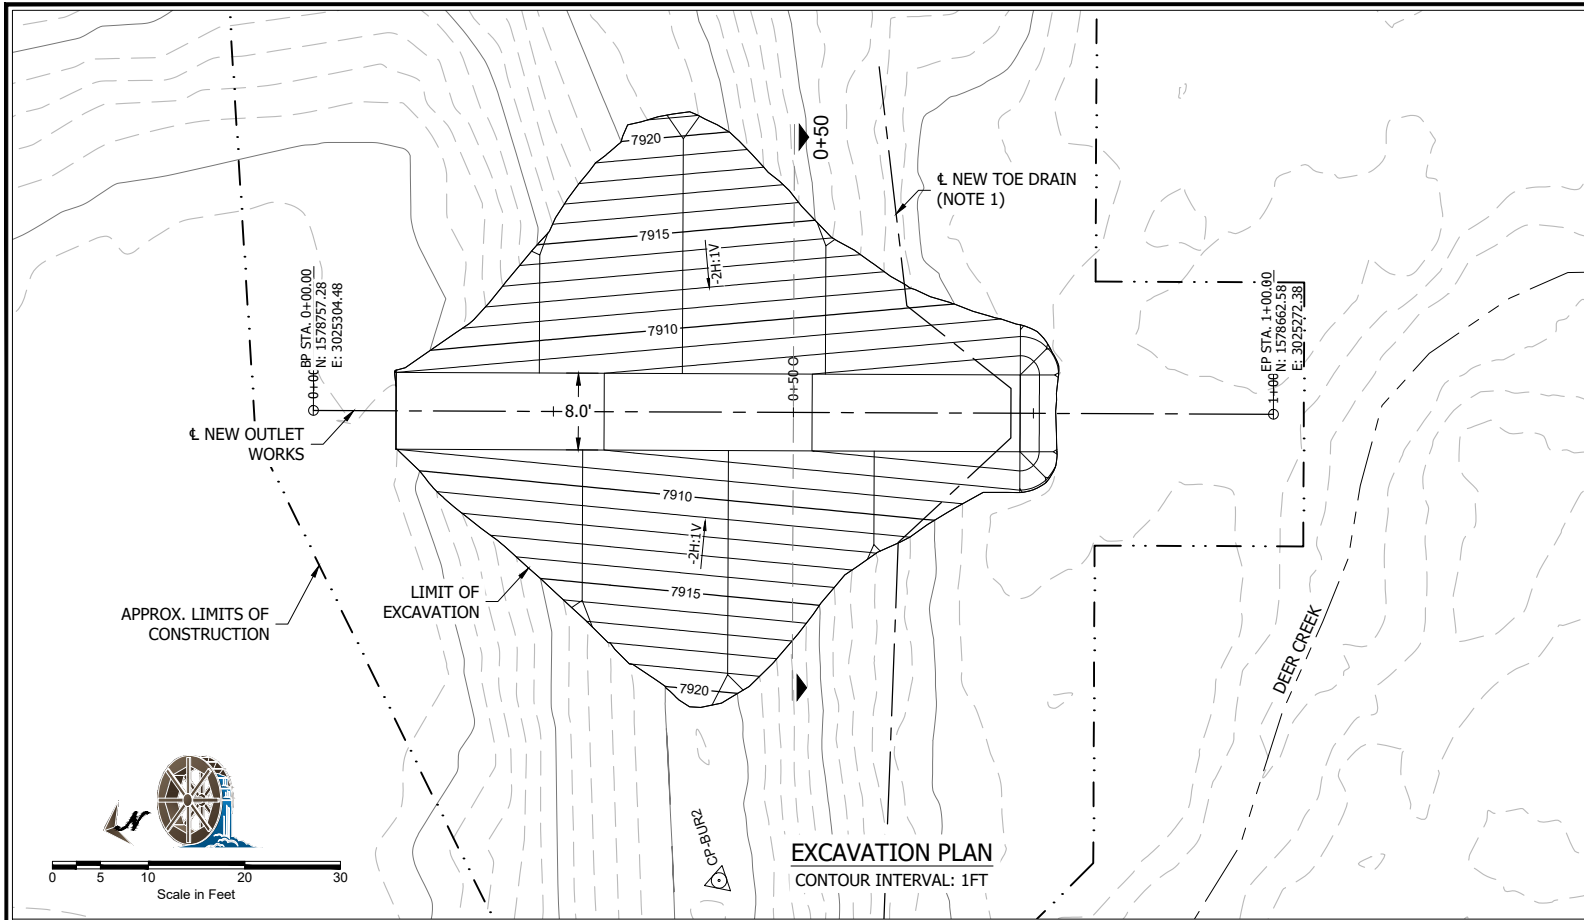 7920
0+50
℄ NEW TOE DRAIN
(NOTE 1)
7915
-2H:1V
BP STA. 0+00.00
N: 1578757.28
E: 3025304.48
EP STA. 1+00.00
N: 1578662.58
E: 3025272.38
7910
0+00
0+50
1+00
8.0'
℄ NEW OUTLET
WORKS
7910
-2H:1V
LIMIT OF
EXCAVATION
7915
APPROX. LIMITS OF
CONSTRUCTION
7920
DEER CREEK
N
CP-BUR2
EXCAVATION PLAN
CONTOUR INTERVAL: 1FT
0 5 10 20 30
Scale in Feet